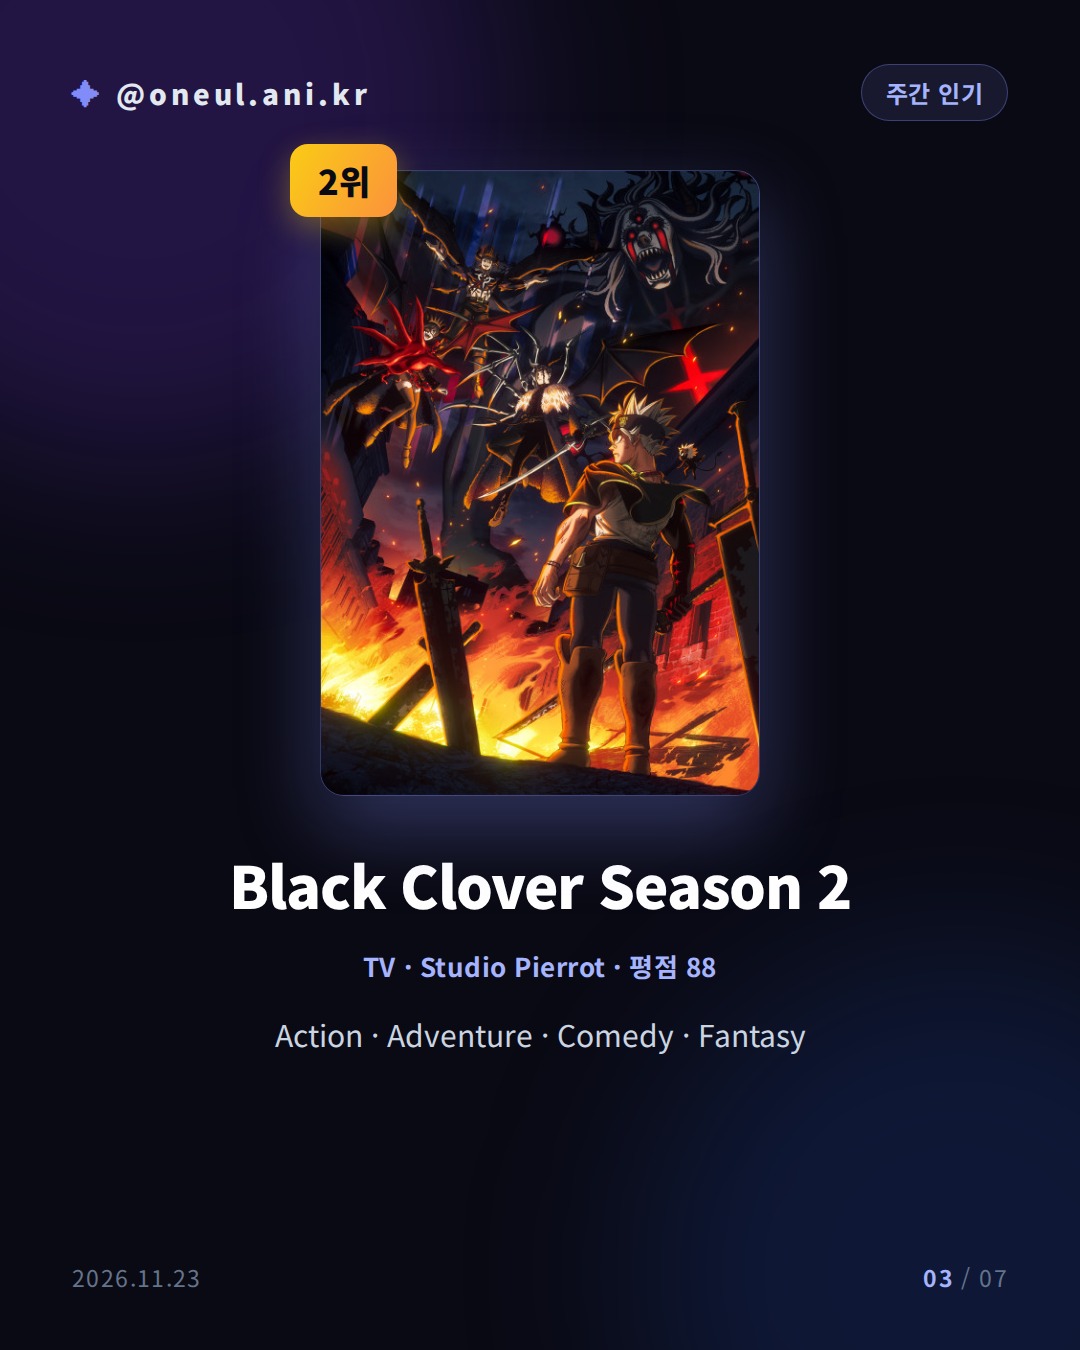 @oneul.ani.kr
주간 인기
2위
Black Clover Season 2
TV · Studio Pierrot · 평점 88
Action · Adventure · Comedy · Fantasy
2026.11.23
03 / 07